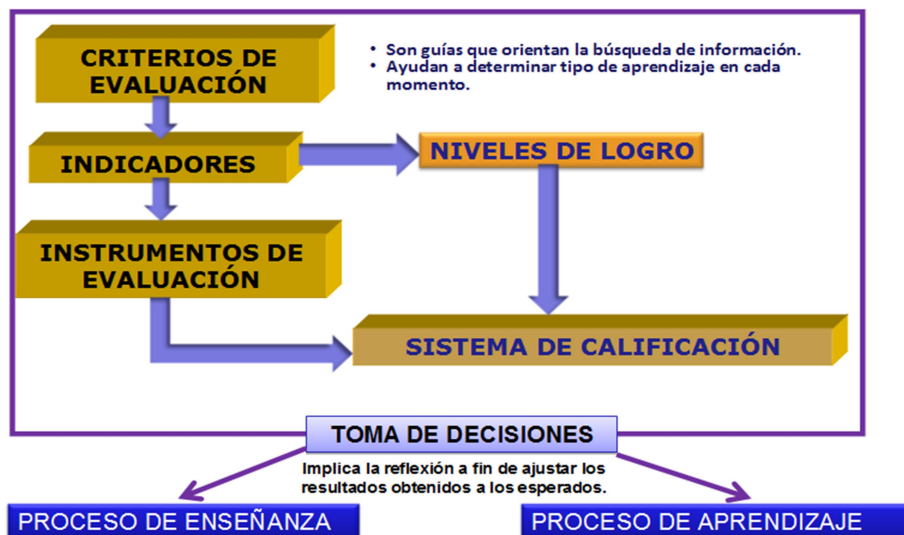 CRITERIOS DE
EVALUACIÓN
• Son guías que orientan la búsqueda de información.
• Ayudan a determinar tipo de aprendizaje en cada
momento.
INDICADORES
NIVELES DE LOGRO
INSTRUMENTOS DE
EVALUACIÓN
SISTEMA DE CALIFICACIÓN
TOMA DE DECISIONES
Implica la reflexión a fin de ajustar los
resultados obtenidos a los esperados.
PROCESO DE ENSEÑANZA
PROCESO DE APRENDIZAJE